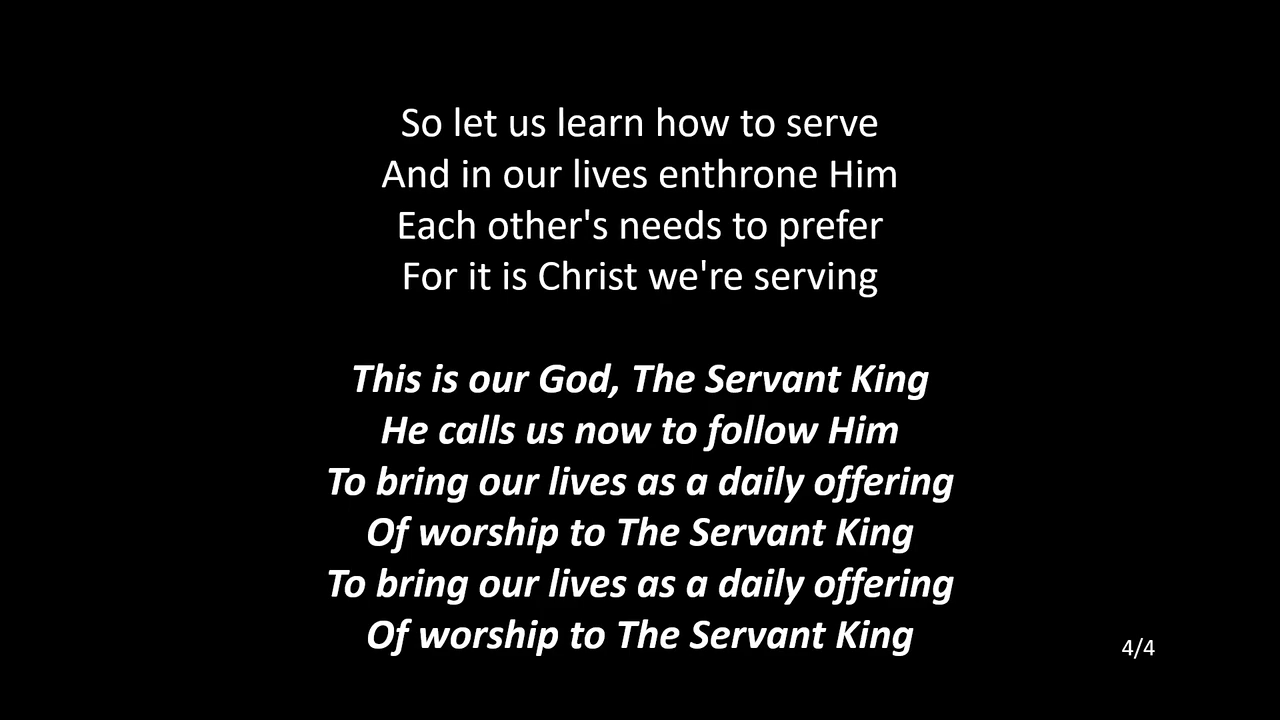 So let us learn how to serve
And in our lives enthrone Him
Each other's needs to prefer
For it is Christ we're serving
This is our God, The Servant King
He calls us now to follow Him
To bring our lives as a daily offering
Of worship to The Servant King
To bring our lives as a daily offering
Of worship to The Servant King
4/4